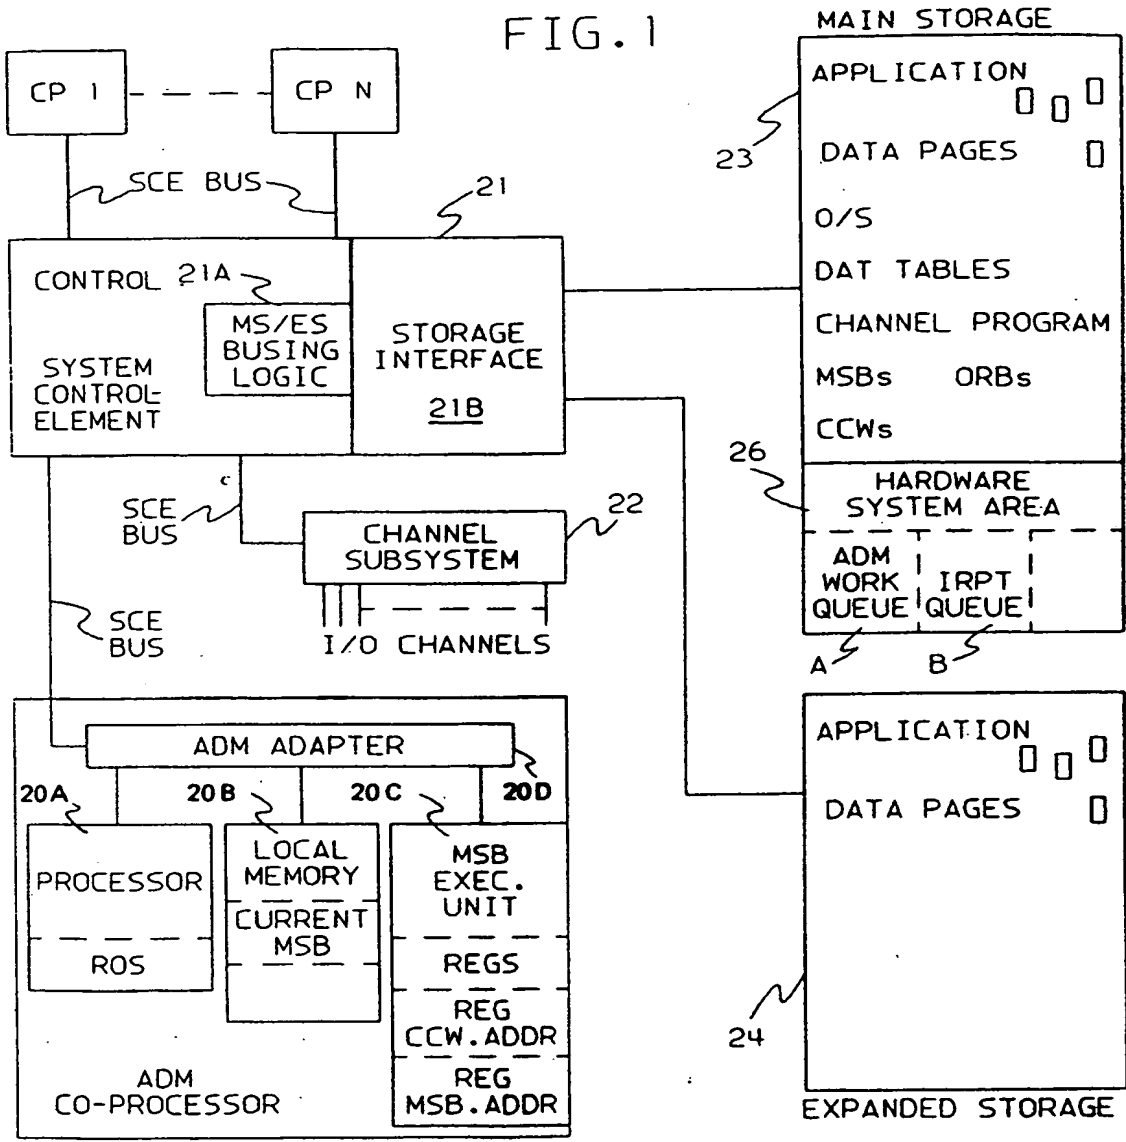 FIG. 1
MAIN STORAGE
CP 1
CP N
SCE BUS
21
CONTROL
21A
MS/ES
BUSING
LOGIC
SYSTEM
CONTROL-
ELEMENT
STORAGE
INTERFACE
21B
23
APPLICATION
DATA PAGES
O/S
DAT TABLES
CHANNEL PROGRAM
MSBs ORBs
CCWs
26
HARDWARE
SYSTEM AREA
ADM
WORK
QUEUE
IRPT
QUEUE
A
B
SCE
BUS
22
CHANNEL
SUBSYSTEM
I/O CHANNELS
SCE
BUS
ADM ADAPTER
20A
20B
20C
20D
PROCESSOR
ROS
LOCAL
MEMORY
CURRENT
MSB
MSB
EXEC.
UNIT
REGS
REG
CCW.ADDR
REG
MSB.ADDR
ADM
CO-PROCESSOR
APPLICATION
DATA PAGES
24
EXPANDED STORAGE